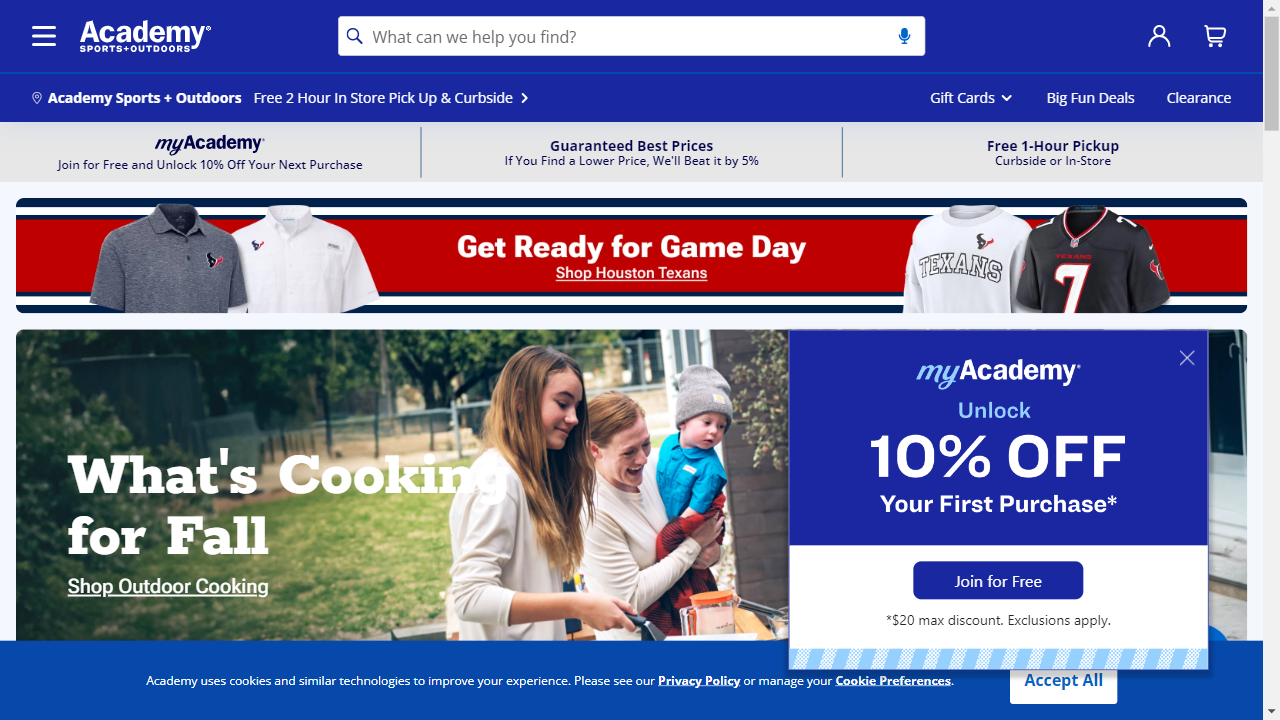 Academy
SPORTS+OUTDOORS
What can we help you find?
Academy Sports + Outdoors Free 2 Hour In Store Pick Up & Curbside
Gift Cards Big Fun Deals Clearance
myAcademy
Join for Free and Unlock 10% Off Your Next Purchase
Guaranteed Best Prices
If You Find a Lower Price, We'll Beat it by 5%
Free 1-Hour Pickup
Curbside or In-Store
Get Ready for Game Day
Shop Houston Texans
TEXANS
TEXANS
7
7
What's Cooking
for Fall
Shop Outdoor Cooking
myAcademy
Unlock
10% OFF
Your First Purchase*
Join for Free
*$20 max discount. Exclusions apply.
Academy uses cookies and similar technologies to improve your experience. Please see our Privacy Policy or manage your Cookie Preferences.
Accept All